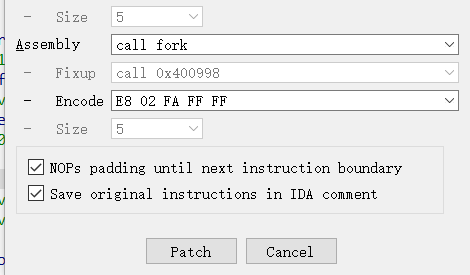 - Size 5
Assembly call fork
- Fixup call 0x400998
- Encode E8 02 FA FF FF
- Size 5
NOPs padding until next instruction boundary
Save original instructions in IDA comment
Patch Cancel